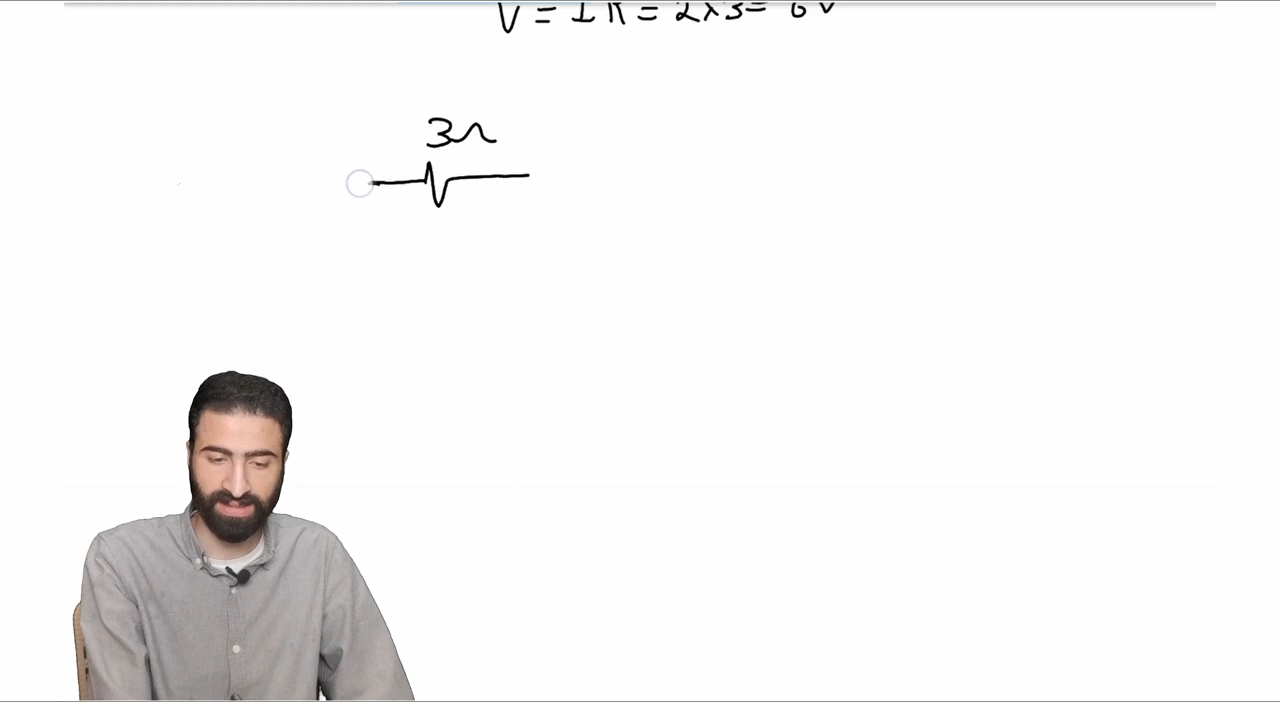 V = IR = 2x3= 6V
3Ω